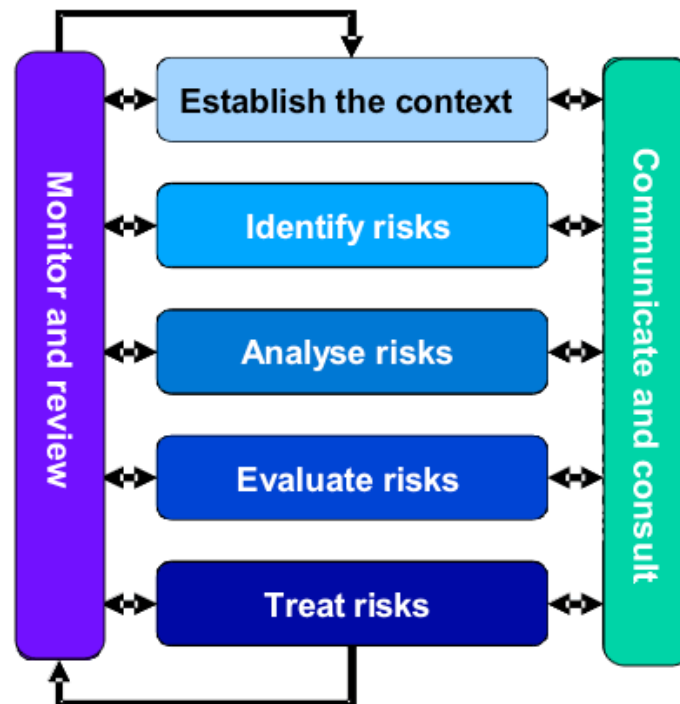 Monitor and review
Establish the context
Identify risks
Analyse risks
Evaluate risks
Treat risks
Communicate and consult